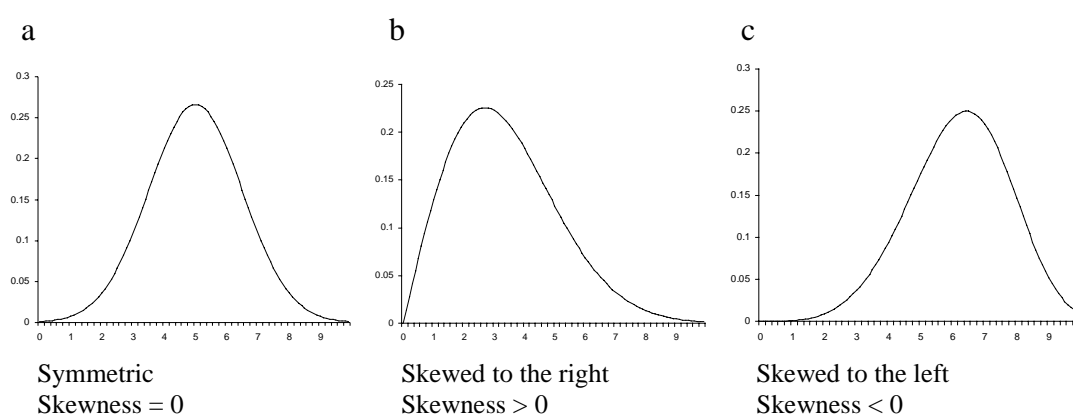 a
b
c
0.3
0.25
0.2
0.15
0.1
0.05
0
0 1 2 3 4 5 6 7 8 9
0.25
0.2
0.15
0.1
0.05
0
0 1 2 3 4 5 6 7 8 9
0.3
0.25
0.2
0.15
0.1
0.05
0
0 1 2 3 4 5 6 7 8 9
Symmetric
Skewness = 0
Skewed to the right
Skewness > 0
Skewed to the left
Skewness < 0